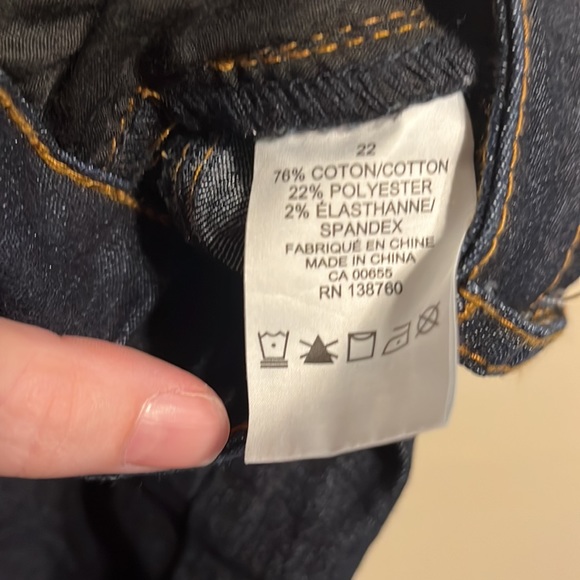 22
76% COTON/COTTON
22% POLYESTER
2% ÉLASTHANNE/
SPANDEX
FABRIQUÉ EN CHINE
MADE IN CHINA
CA 00655
RN 138760